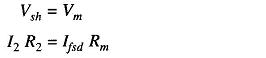 V_sh = V_m
I_2 R_2 = I_fsd R_m